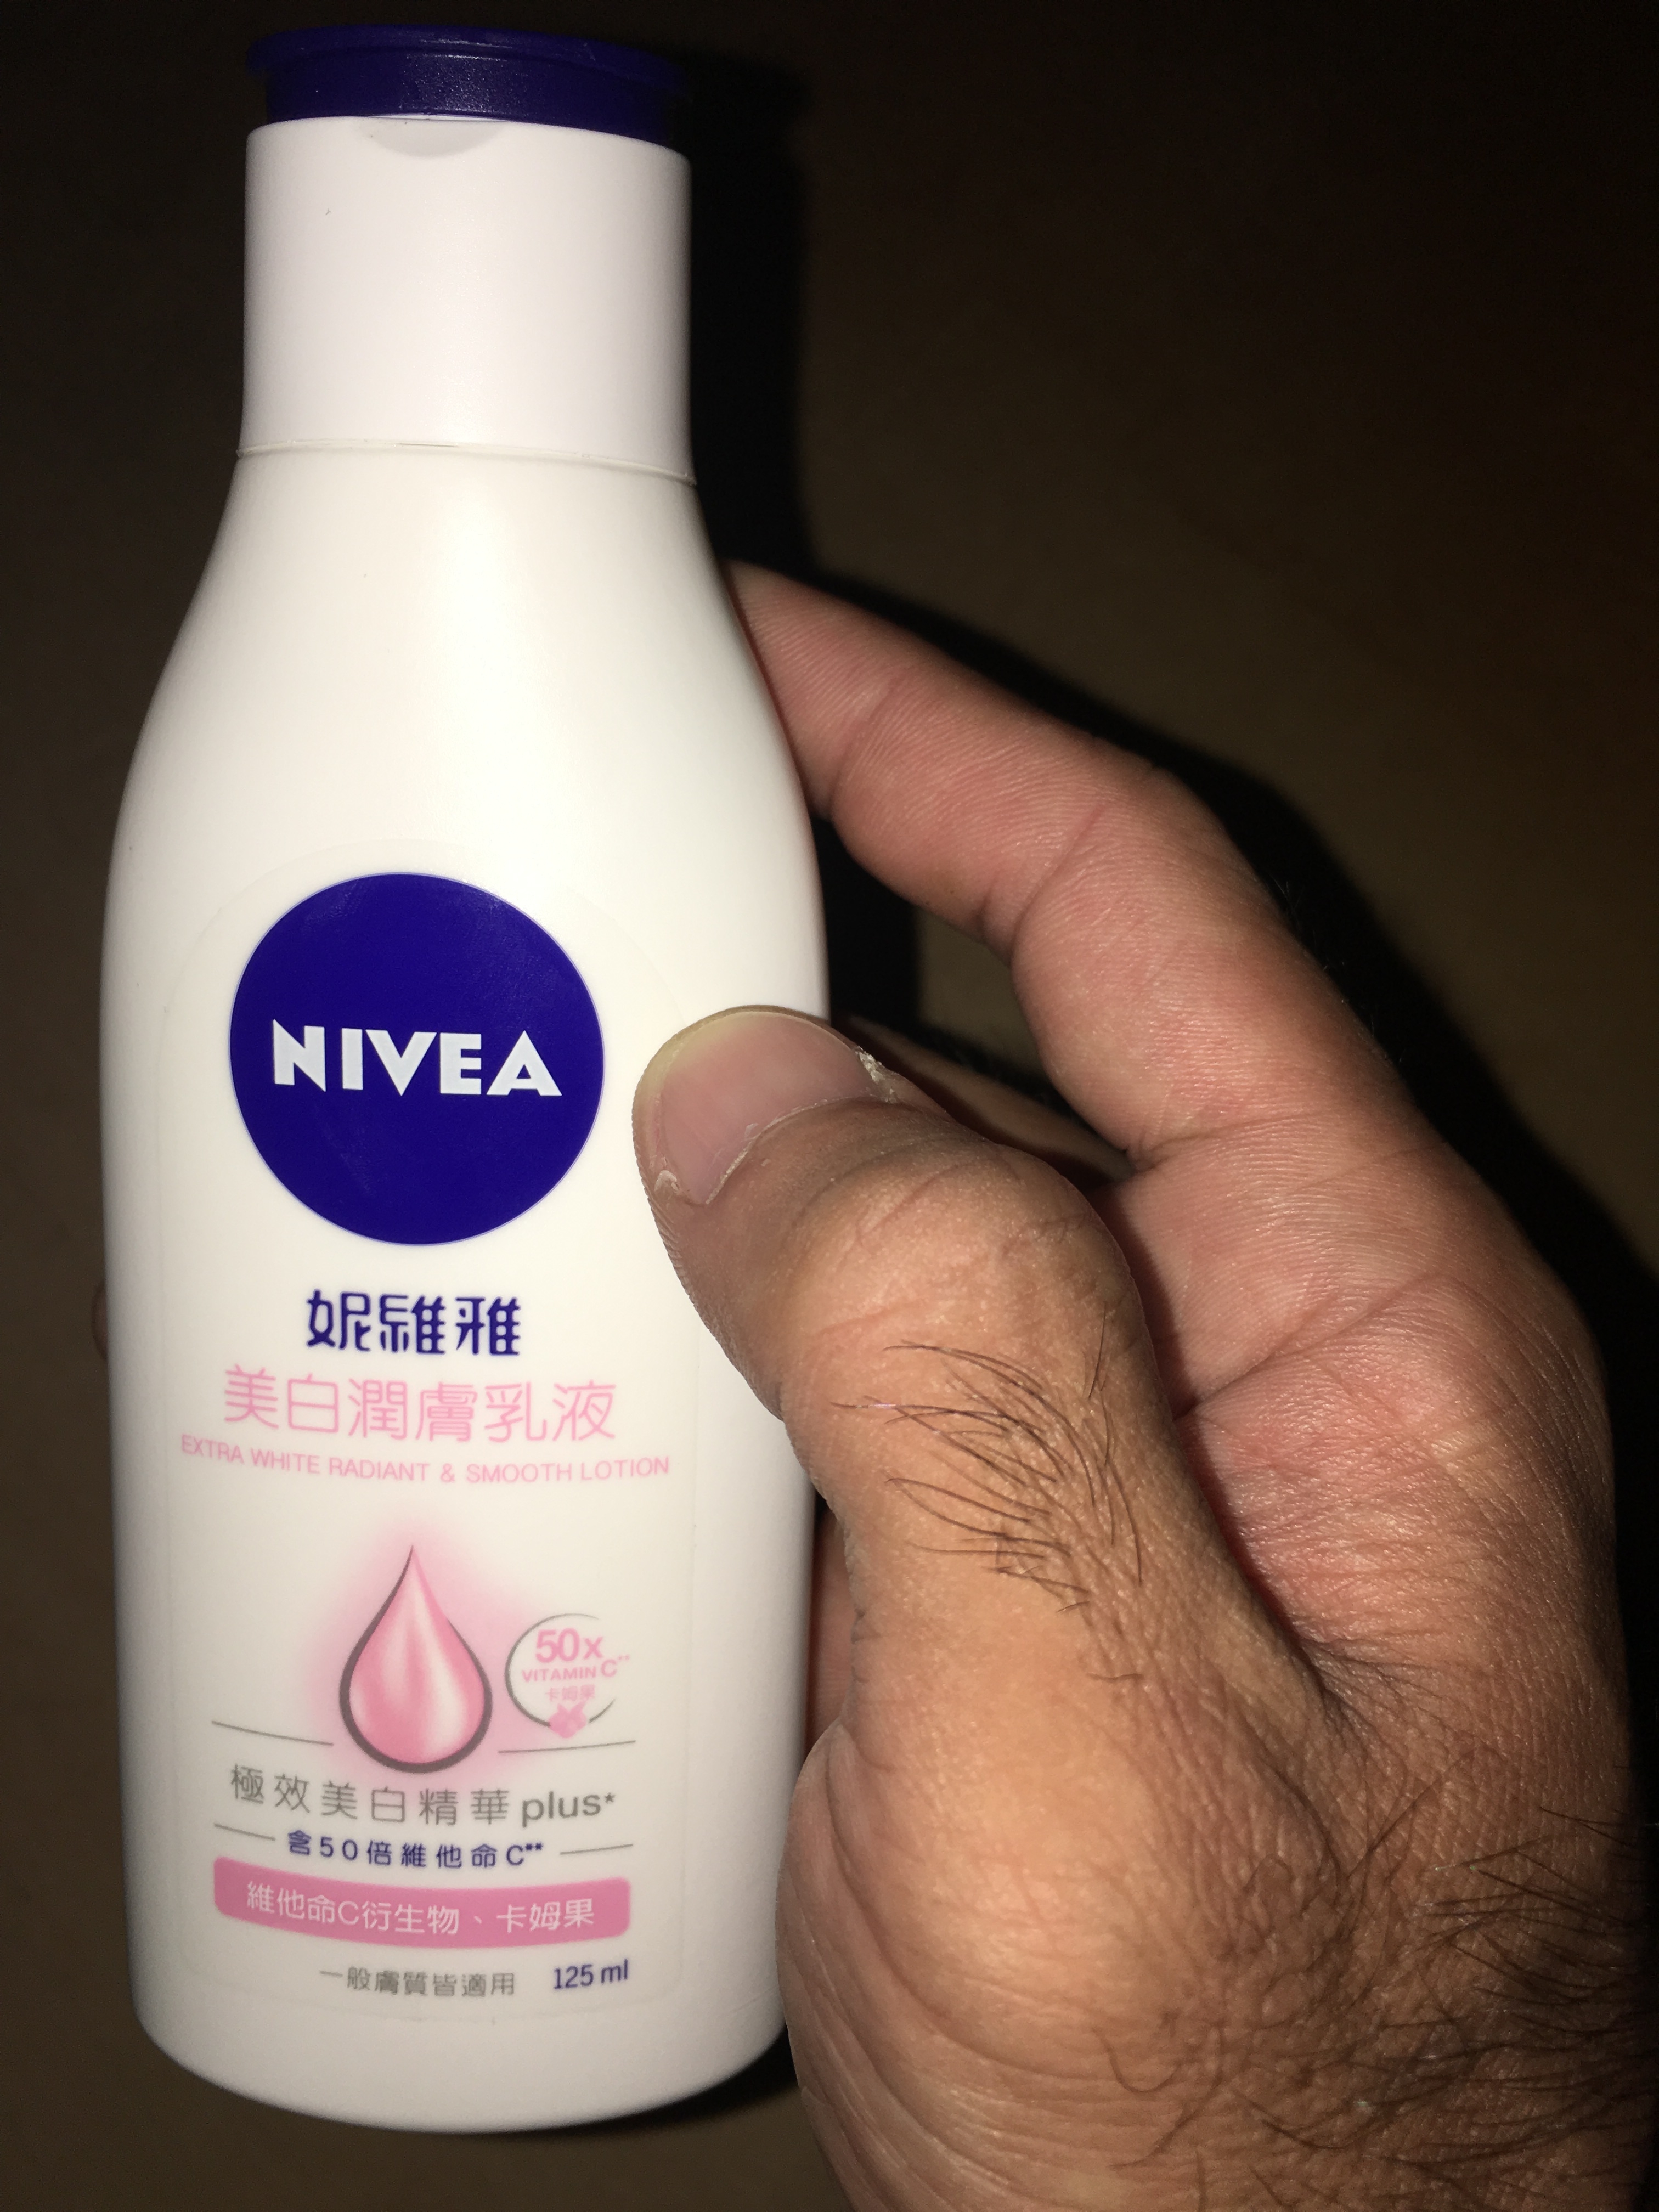 NIVEA
妮維雅
美白潤膚乳液
EXTRA WHITE RADIANT & SMOOTH LOTION
50x
VITAMIN C**
卡姆果
極效美白精華plus*
含50倍維他命C**
維他命C衍生物、卡姆果
一般膚質皆適用 125 ml